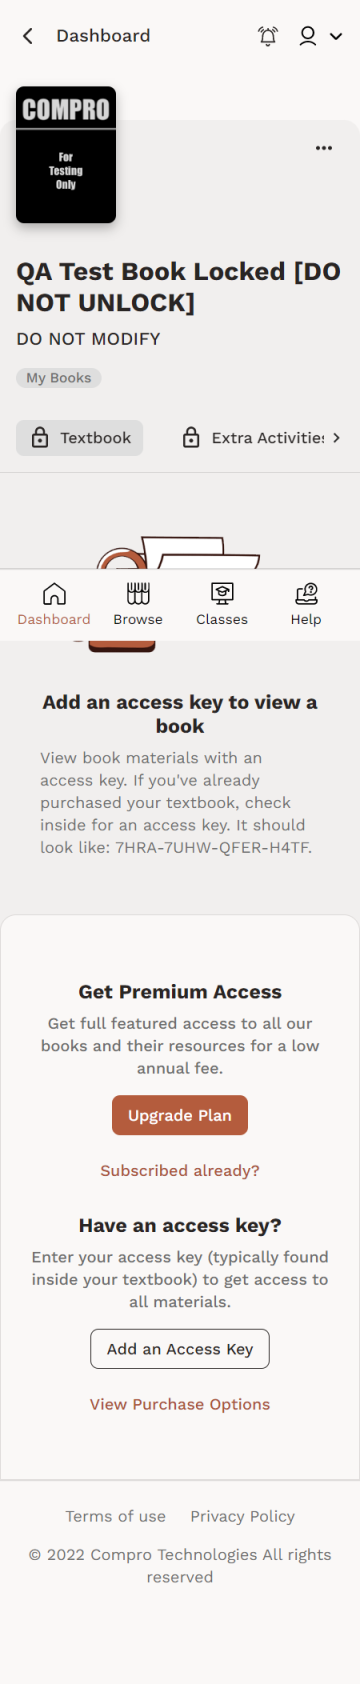 Dashboard
COMPRO
For
Testing
Only
QA Test Book Locked [DO
NOT UNLOCK]
DO NOT MODIFY
My Books
Textbook
Extra Activities
Dashboard
Browse
Classes
Help
Add an access key to view a
book
View book materials with an
access key. If you've already
purchased your textbook, check
inside for an access key. It should
look like: 7HRA-7UHW-QFER-H4TF.
Get Premium Access
Get full featured access to all our
books and their resources for a low
annual fee.
Upgrade Plan
Subscribed already?
Have an access key?
Enter your access key (typically found
inside your textbook) to get access to
all materials.
Add an Access Key
View Purchase Options
Terms of use Privacy Policy
© 2022 Compro Technologies All rights
reserved